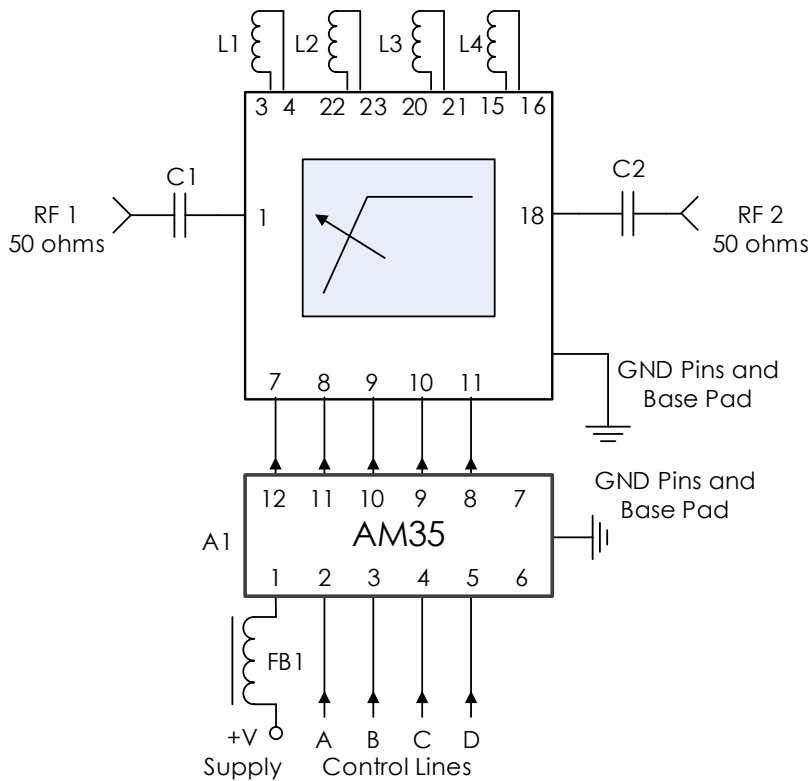 L1 L2 L3 L4
3 4 22 23 20 21 15 16
C1 C2
RF 1
50 ohms
1 18
RF 2
50 ohms
7 8 9 10 11
GND Pins and
Base Pad
12 11 10 9 8 7
GND Pins and
Base Pad
A1
AM35
1 2 3 4 5 6
FB1
+V A B C D
Supply Control Lines